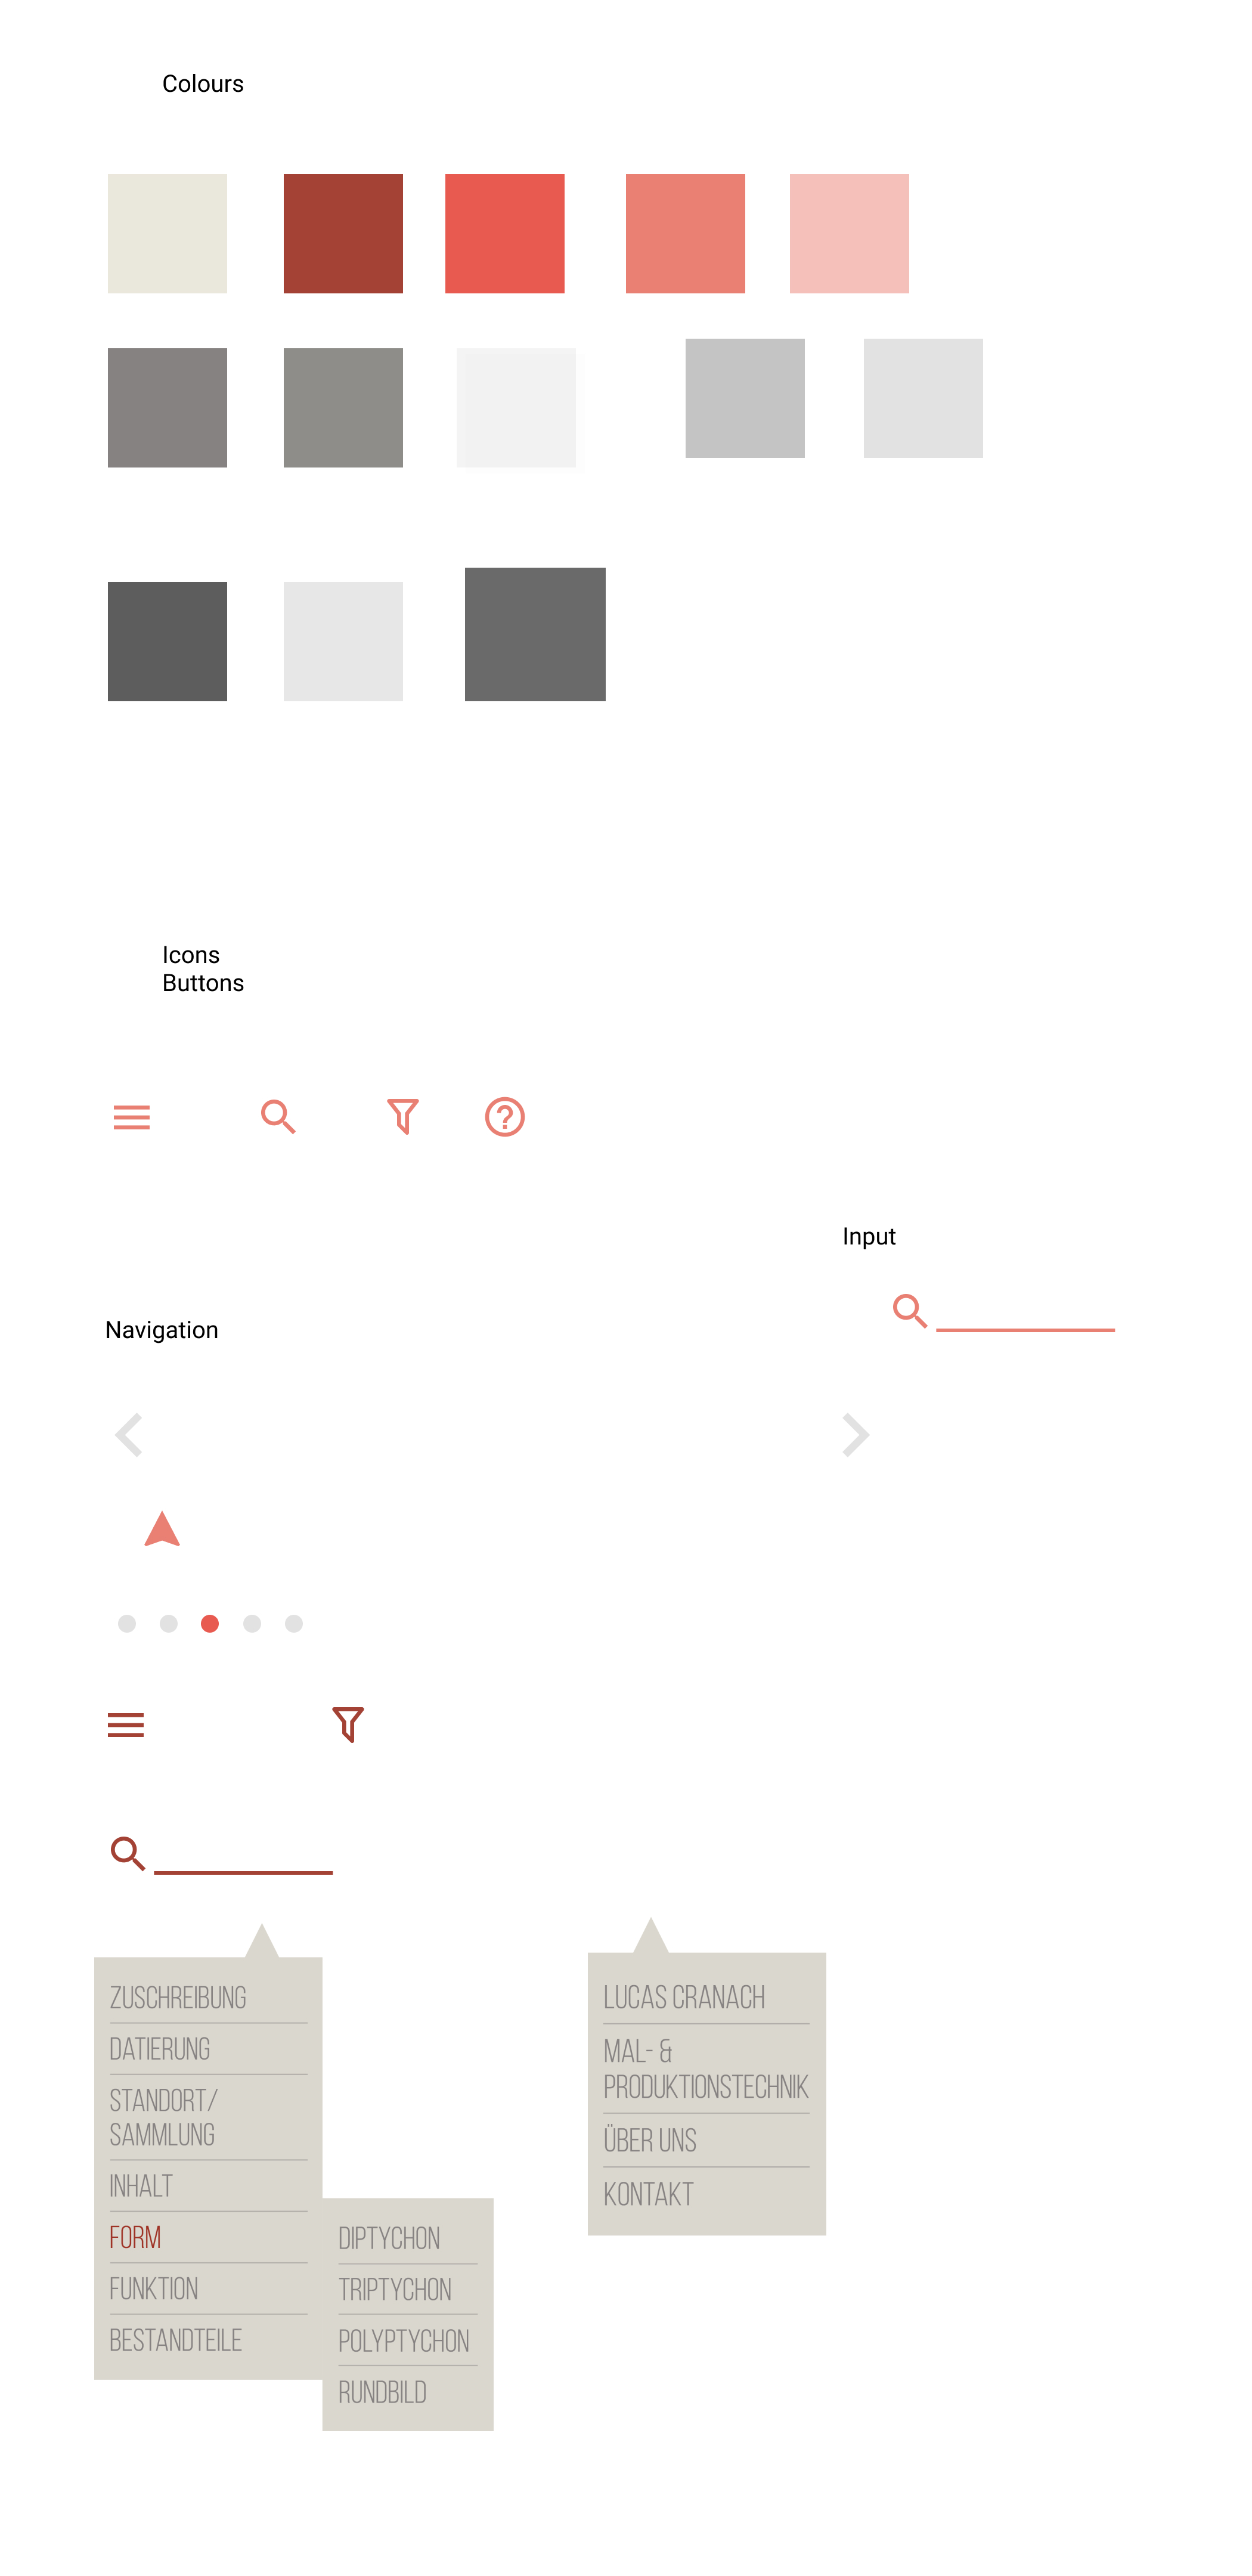 Colours
Icons
Buttons
Input
Navigation
ZUSCHREIBUNG
DATIERUNG
STANDORT/
SAMMLUNG
INHALT
FORM
FUNKTION
BESTANDTEILE
DIPTYCHON
TRIPTYCHON
POLYPTYCHON
RUNDBILD
LUCAS CRANACH
MAL- &
PRODUKTIONSTECHNIK
ÜBER UNS
KONTAKT